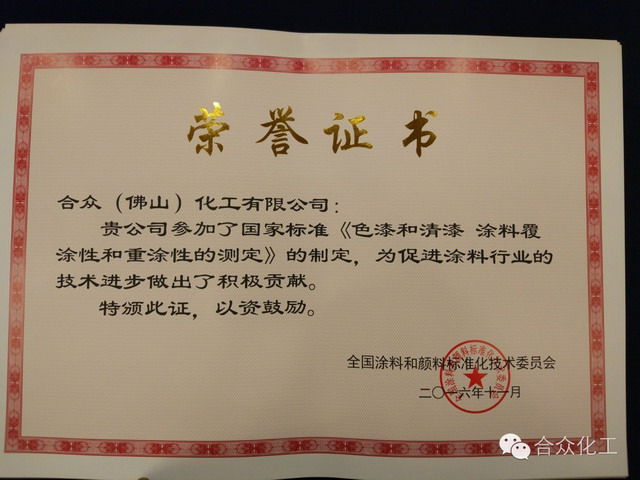 荣誉证书
合众（佛山）化工有限公司：
贵公司参加了国家标准《色漆和清漆 涂料覆
涂性和重涂性的测定》的制定，为促进涂料行业的
技术进步做出了积极贡献。
特颁此证，以资鼓励。
全国涂料和颜料标准化技术委员会
二〇一六年十一月
合众化工